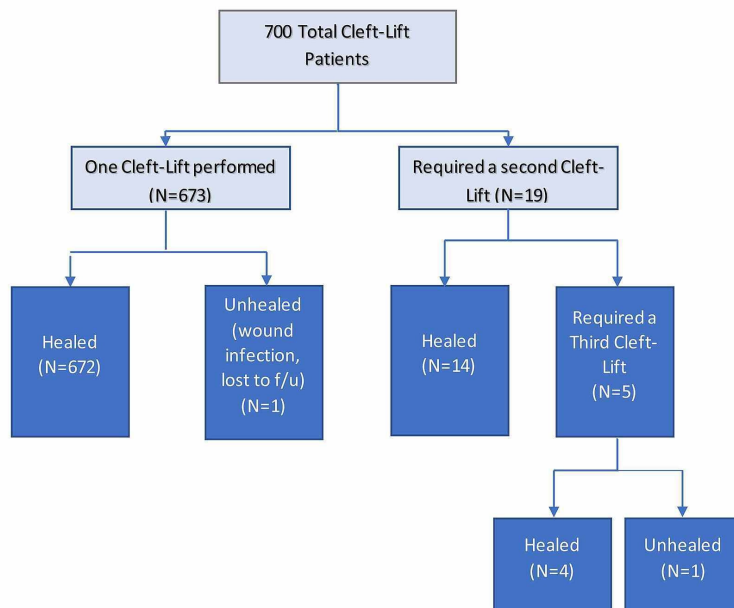 700 Total Cleft-Lift
Patients
One Cleft-Lift performed
(N=673)
Required a second Cleft-
Lift (N=19)
Healed
(N=672)
Unhealed
(wound
infection,
lost to f/u)
(N=1)
Healed
(N=14)
Required a
Third Cleft-
Lift
(N=5)
Healed
(N=4)
Unhealed
(N=1)